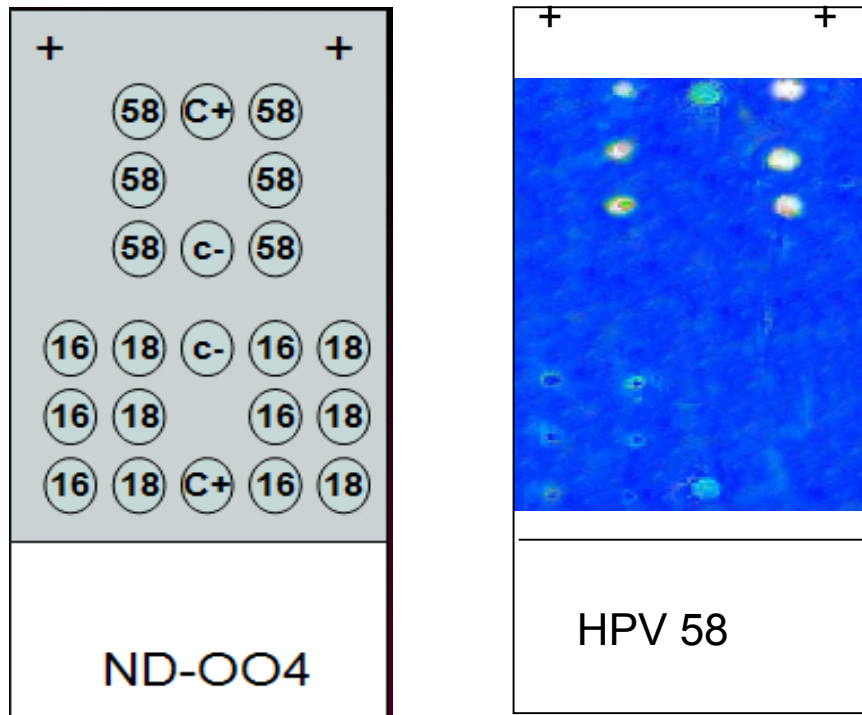 + +
58 C+ 58
58 58
58 c- 58
16 18 c- 16 18
16 18 16 18
16 18 C+ 16 18
ND-OO4
+ +
HPV 58